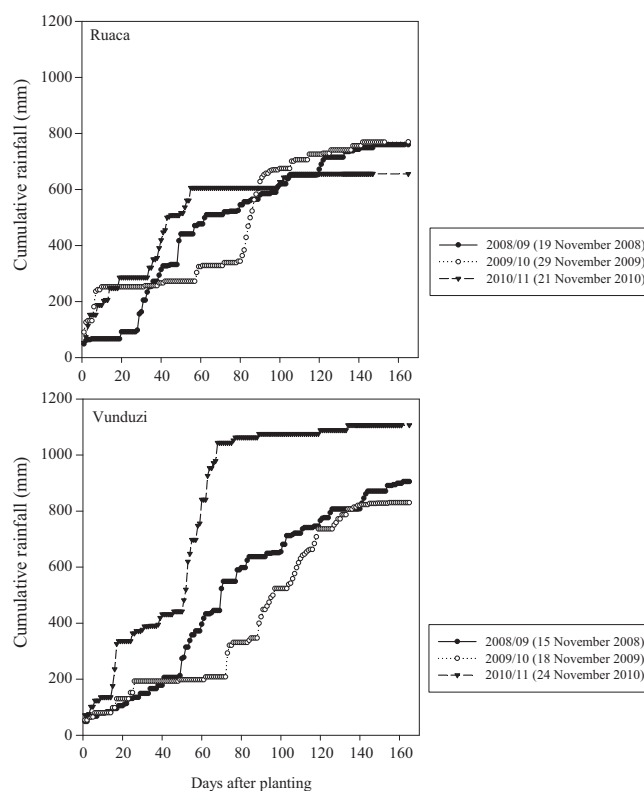 Ruaca
Cumulative rainfall (mm)
1200
1000
800
600
400
200
0
0 20 40 60 80 100 120 140 160
2008/09 (19 November 2008)
2009/10 (29 November 2009)
2010/11 (21 November 2010)
Vunduzi
Cumulative rainfall (mm)
1200
1000
800
600
400
200
0
0 20 40 60 80 100 120 140 160
Days after planting
2008/09 (15 November 2008)
2009/10 (18 November 2009)
2010/11 (24 November 2010)